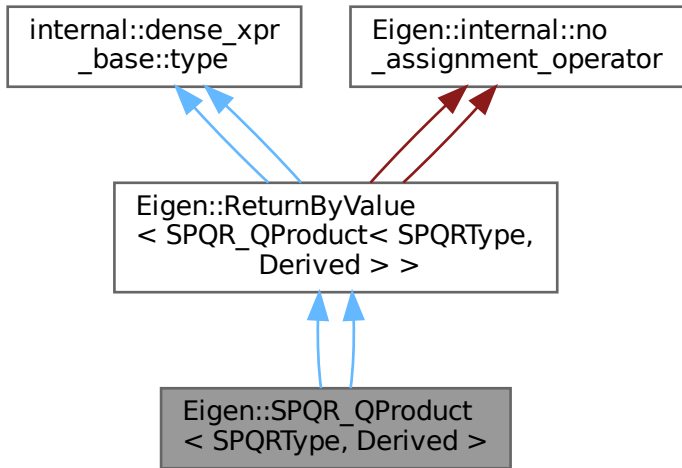 internal::dense_xpr
_base::type
Eigen::internal::no
_assignment_operator
Eigen::ReturnByValue
< SPQR_QProduct< SPQRType,
Derived > >
Eigen::SPQR_QProduct
< SPQRType, Derived >